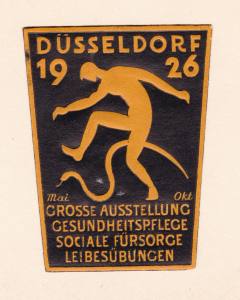 DÜSSELDORF
19 26
Mai Okt
GROSSE AUSSTELLUNG
GESUNDHEITSPFLEGE
SOCIALE FÜRSORGE
LEIBESÜBUNGEN